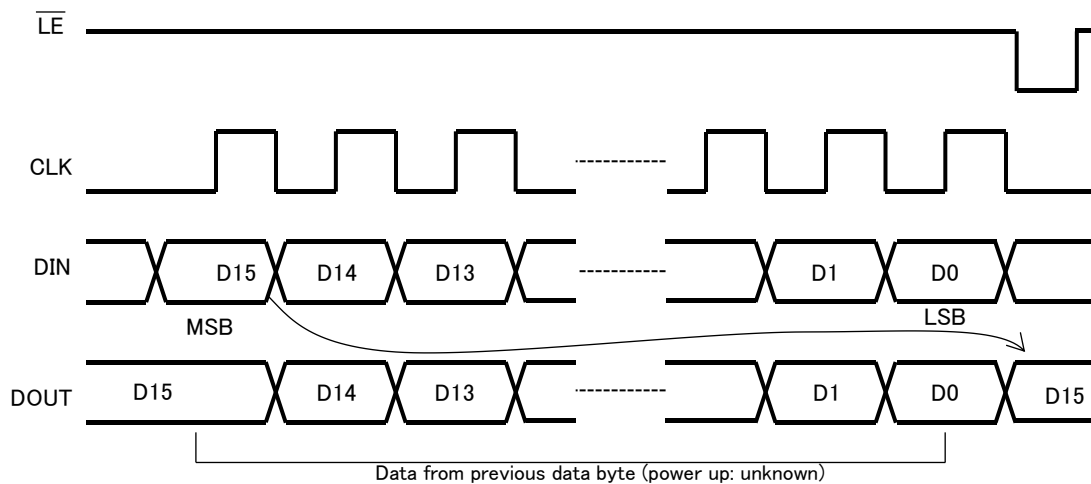 LE
CLK
DIN
D15
D14
D13
D1
D0
MSB
LSB
DOUT
D15
D14
D13
D1
D0
D15
Data from previous data byte (power up: unknown)